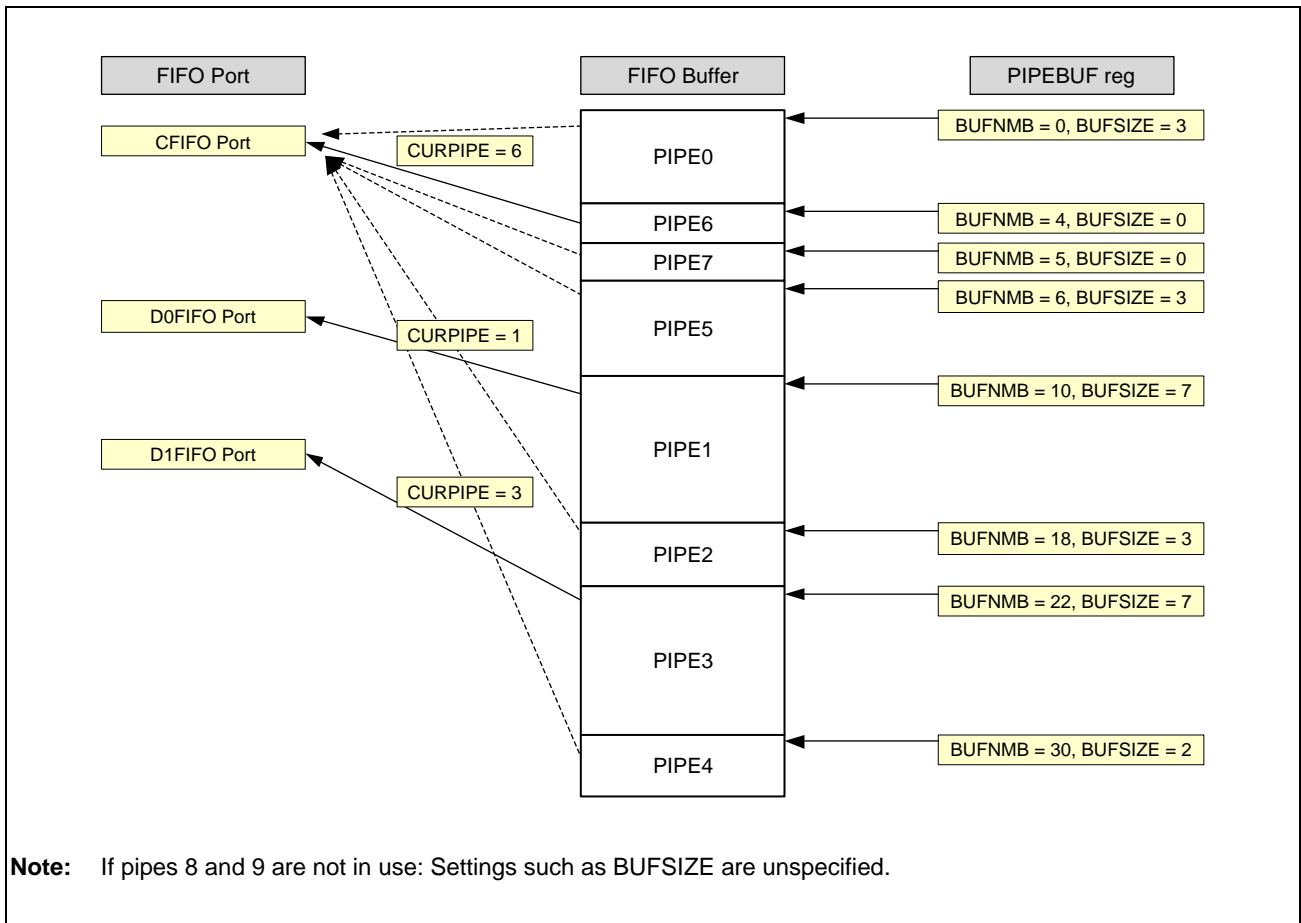 FIFO Port
FIFO Buffer
PIPEBUF reg
CFIFO Port
CURPIPE = 6
PIPE0
BUFNMB = 0, BUFSIZE = 3
PIPE6
BUFNMB = 4, BUFSIZE = 0
PIPE7
BUFNMB = 5, BUFSIZE = 0
BUFNMB = 6, BUFSIZE = 3
D0FIFO Port
CURPIPE = 1
PIPE5
BUFNMB = 10, BUFSIZE = 7
D1FIFO Port
PIPE1
CURPIPE = 3
BUFNMB = 18, BUFSIZE = 3
PIPE2
BUFNMB = 22, BUFSIZE = 7
PIPE3
BUFNMB = 30, BUFSIZE = 2
PIPE4
Note: If pipes 8 and 9 are not in use: Settings such as BUFSIZE are unspecified.